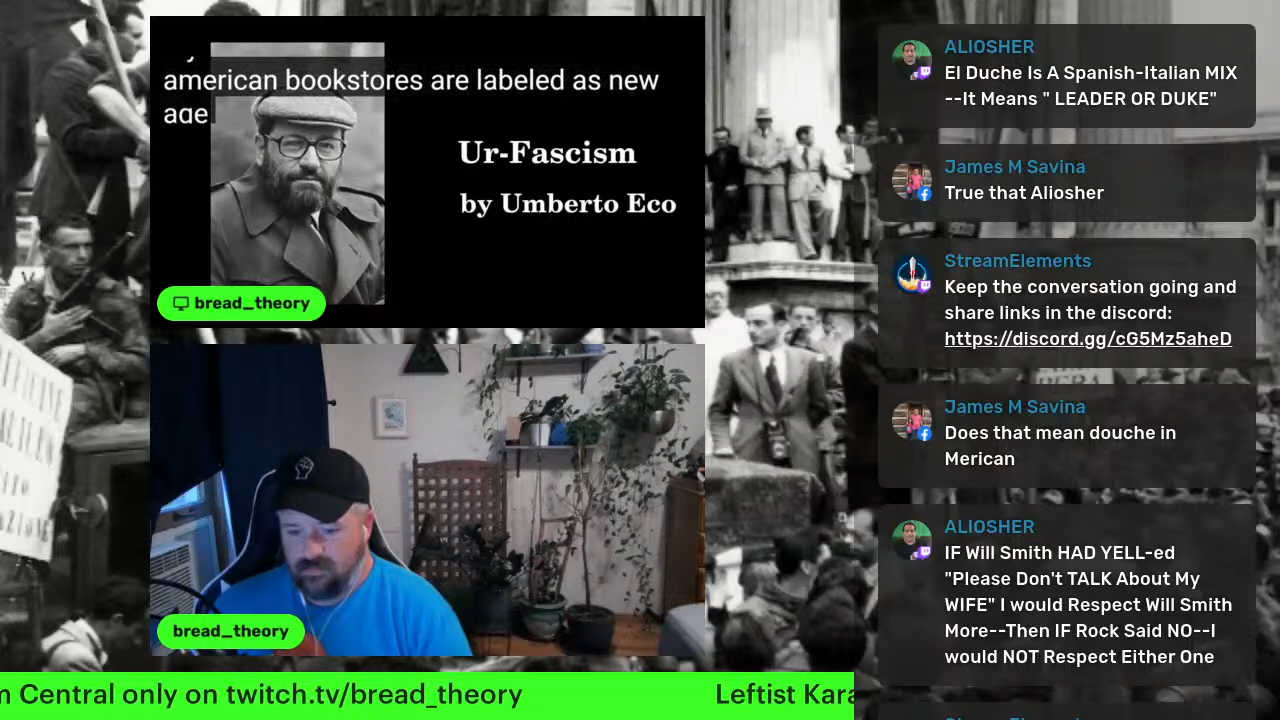 american bookstores are labeled as new
age
Ur-Fascism
by Umberto Eco
bread_theory
bread_theory
Central only on twitch.tv/bread_theory
Leftist
ALIOSHER
El Duche Is A Spanish-Italian MIX
--It Means " LEADER OR DUKE"
James M Savina
True that Aliosher
StreamElements
Keep the conversation going and
share links in the discord:
https://discord.gg/cG5Mz5aheD
James M Savina
Does that mean douche in
Merican
ALIOSHER
IF Will Smith HAD YELL-ed
"Please Don't TALK About My
WIFE" I would Respect Will Smith
More--Then IF Rock Said NO--I
would NOT Respect Either One